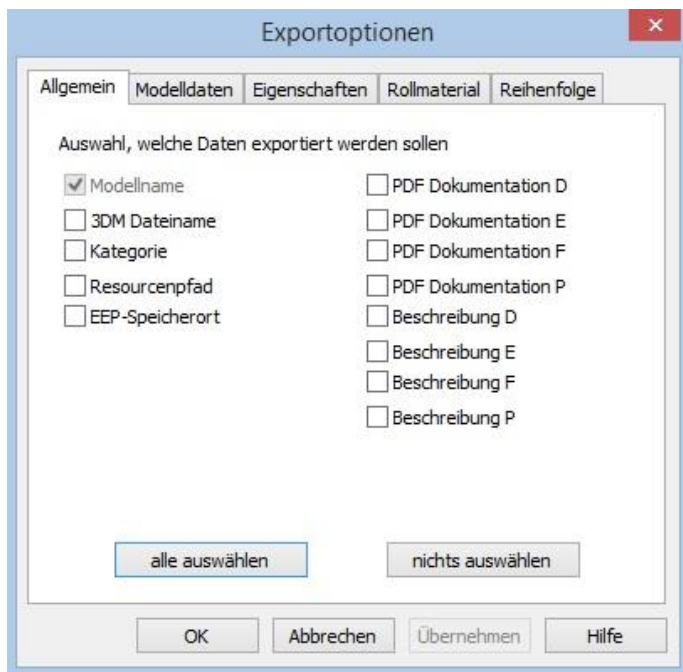 Exportoptionen
Allgemein Modelldaten Eigenschaften Rollmaterial Reihenfolge
Auswahl, welche Daten exportiert werden sollen
Modellname
3DM Dateiname
Kategorie
Resourcenpfad
EEP-Speicherort
PDF Dokumentation D
PDF Dokumentation E
PDF Dokumentation F
PDF Dokumentation P
Beschreibung D
Beschreibung E
Beschreibung F
Beschreibung P
alle auswählen nichts auswählen
OK Abbrechen Übernehmen Hilfe